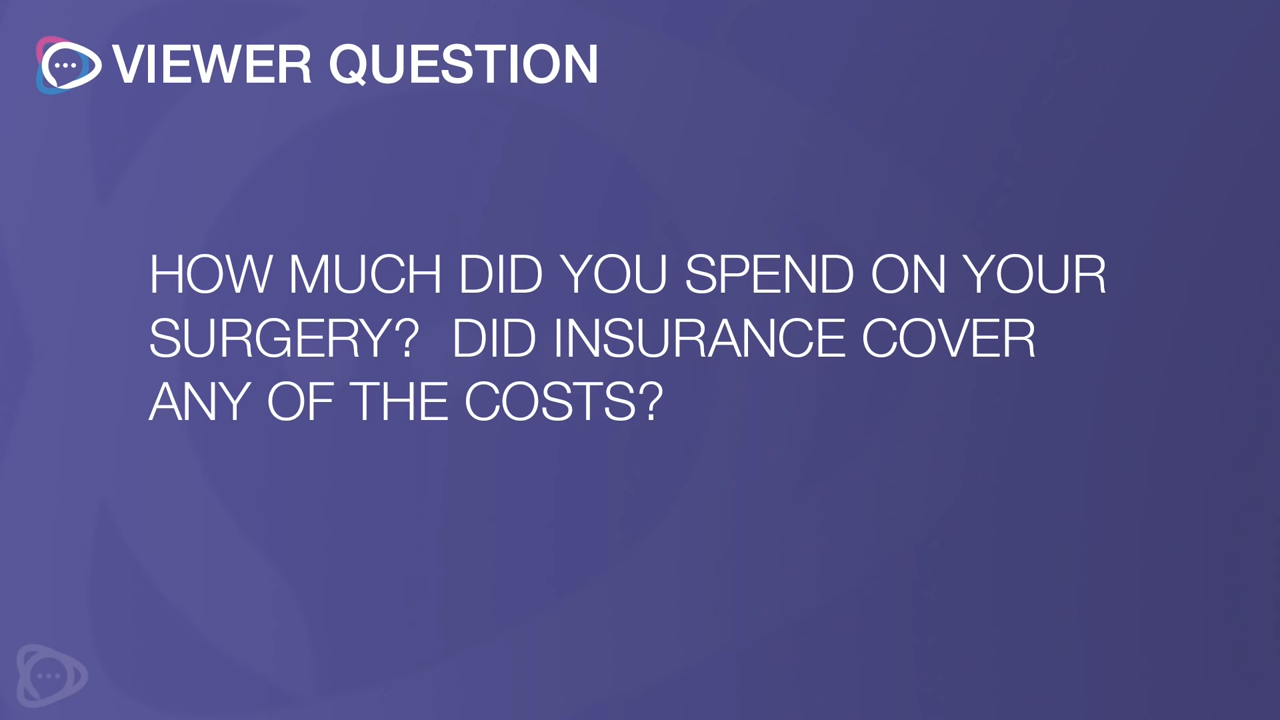 VIEWER QUESTION
HOW MUCH DID YOU SPEND ON YOUR
SURGERY?  DID INSURANCE COVER
ANY OF THE COSTS?